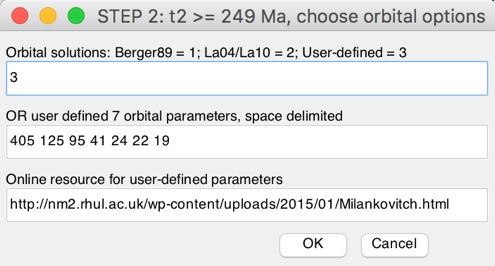 STEP 2: t2 >= 249 Ma, choose orbital options
Orbital solutions: Berger89 = 1; La04/La10 = 2; User-defined = 3
3
OR user defined 7 orbital parameters, space delimited
405 125 95 41 24 22 19
Online resource for user-defined parameters
http://nm2.rhul.ac.uk/wp-content/uploads/2015/01/Milankovitch.html
OK Cancel